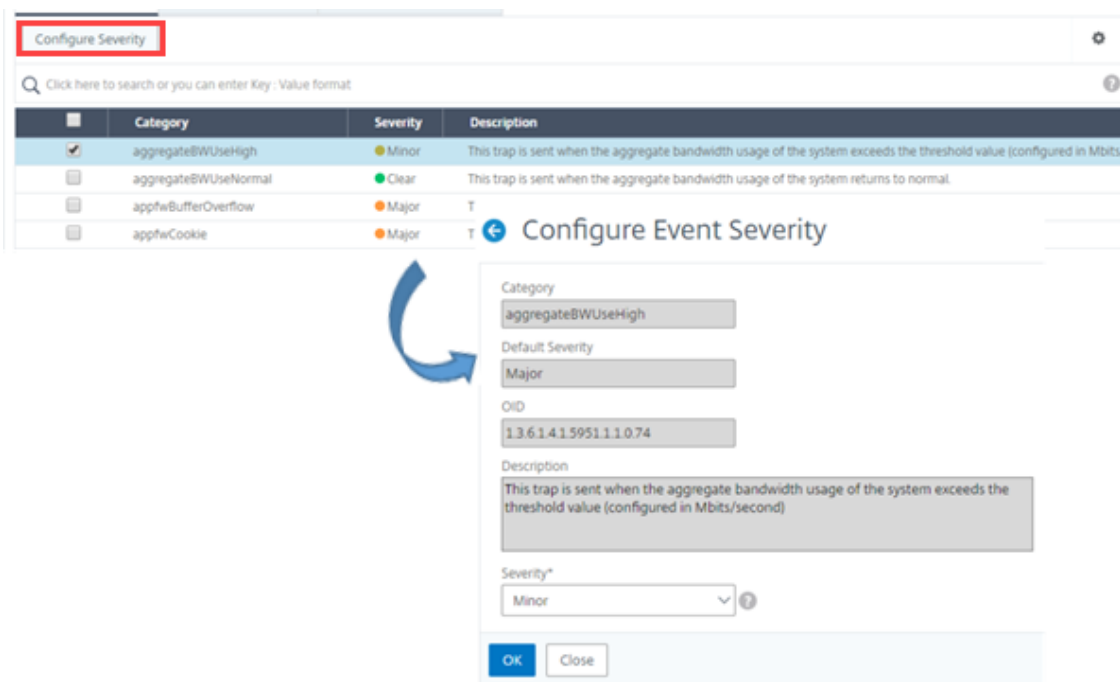 Configure Severity
Click here to search or you can enter Key : Value format
Category Severity Description
aggregateBWUseHigh Minor This trap is sent when the aggregate bandwidth usage of the system exceeds the threshold value (configured in Mbits
aggregateBWUseNormal Clear This trap is sent when the aggregate bandwidth usage of the system returns to normal.
appfwBufferOverflow Major T
appfwCookie Major T
Configure Event Severity
Category
aggregateBWUseHigh
Default Severity
Major
OID
1.3.6.1.4.1.5951.1.1.0.74
Description
This trap is sent when the aggregate bandwidth usage of the system exceeds the
threshold value (configured in Mbits/second)
Severity*
Minor
OK Close